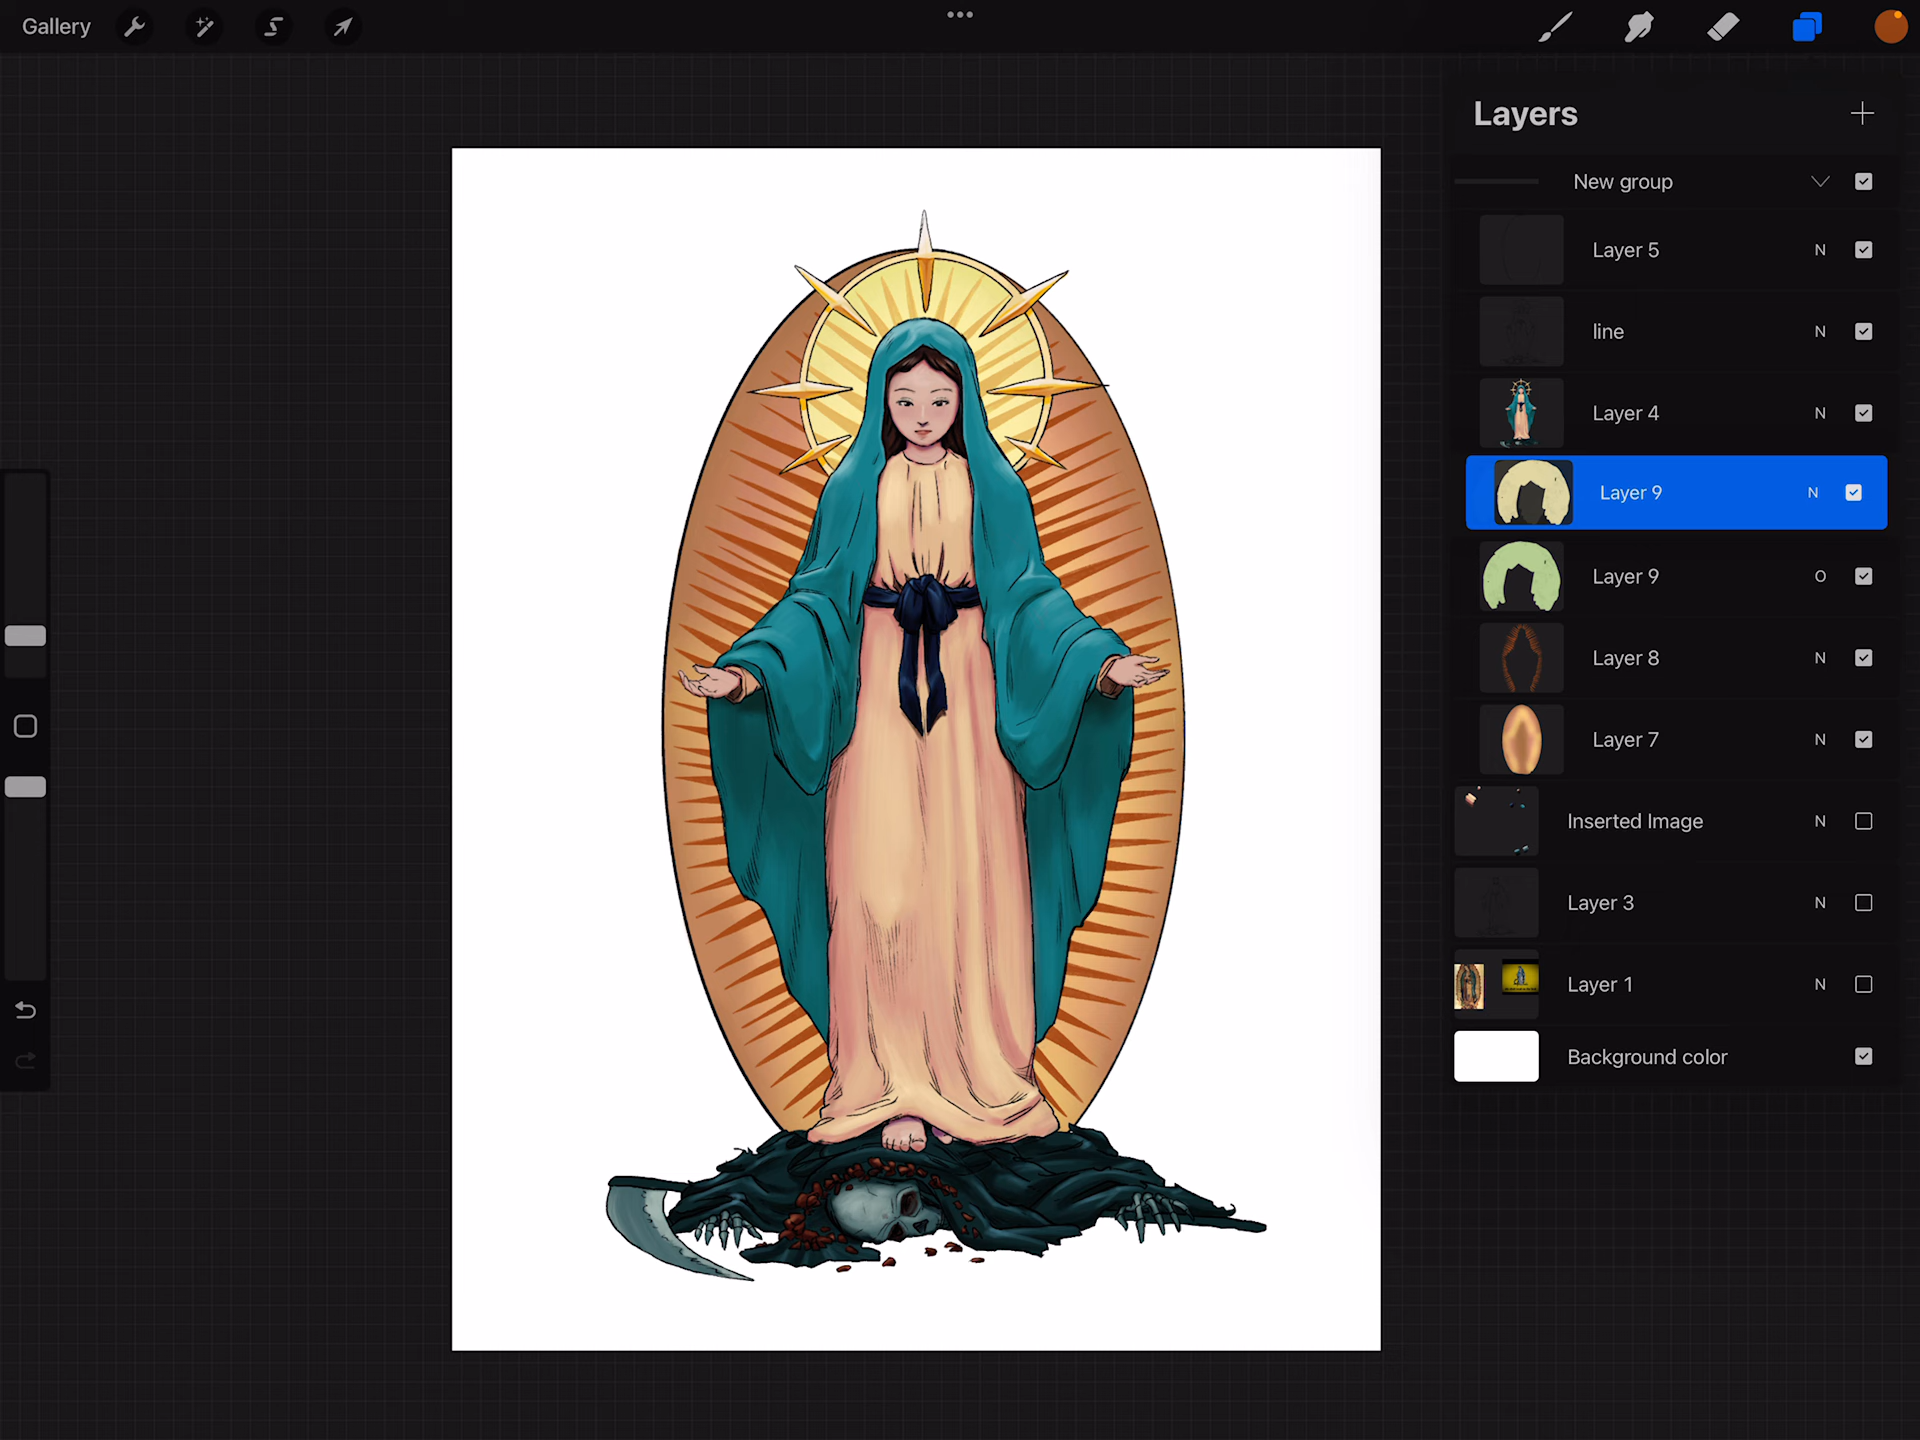 Gallery
Layers
New group
Layer 5 N
line N
Layer 4 N
Layer 9 N
Layer 9 O
Layer 8 N
Layer 7 N
Inserted Image N
Layer 3 N
Layer 1 N
Background color